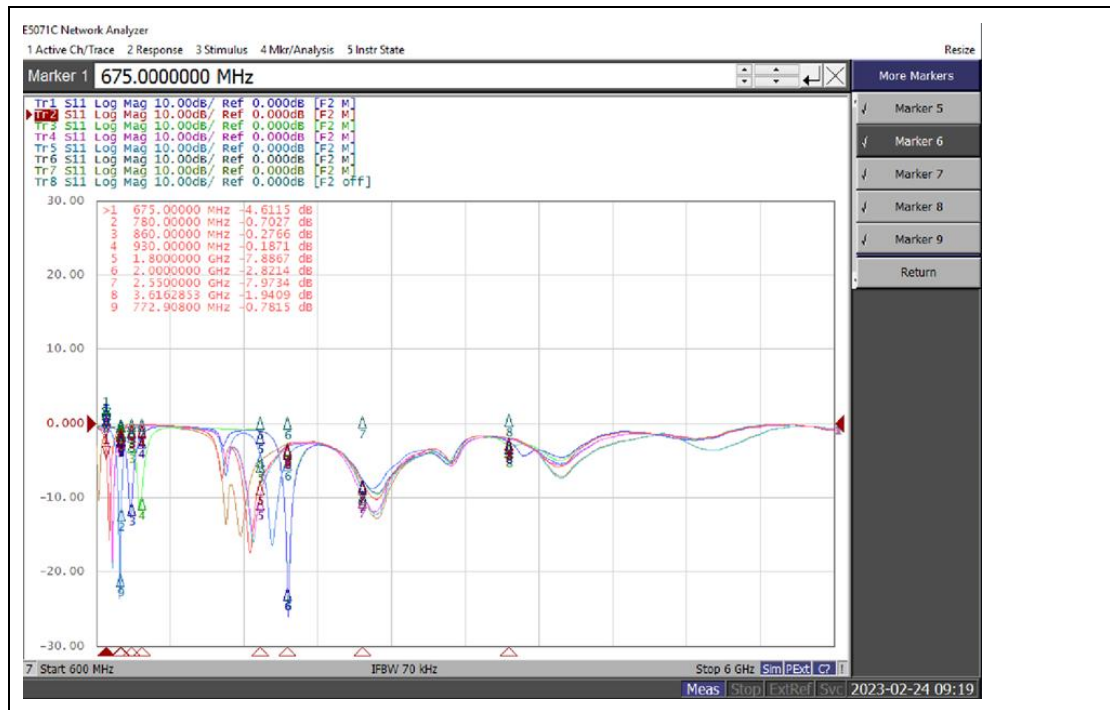 E5071C Network Analyzer
1 Active Ch/Trace 2 Response 3 Stimulus 4 Mkr/Analysis 5 Instr State Resize
Marker 1 675.0000000 MHz
More Markers
Tr1 S11 Log Mag 10.00dB/ Ref 0.000dB [F2 M]
Tr2 S11 Log Mag 10.00dB/ Ref 0.000dB [F2 M]
Tr3 S11 Log Mag 10.00dB/ Ref 0.000dB [F2 M]
Tr4 S11 Log Mag 10.00dB/ Ref 0.000dB [F2 M]
Tr5 S11 Log Mag 10.00dB/ Ref 0.000dB [F2 M]
Tr6 S11 Log Mag 10.00dB/ Ref 0.000dB [F2 M]
Tr7 S11 Log Mag 10.00dB/ Ref 0.000dB [F2 M]
Tr8 S11 Log Mag 10.00dB/ Ref 0.000dB [F2 off]
Marker 5
Marker 6
Marker 7
Marker 8
Marker 9
Return
30.00
>1 675.00000 MHz -4.6115 dB
2 780.00000 MHz -0.7027 dB
3 860.00000 MHz -0.2766 dB
4 930.00000 MHz -0.1871 dB
5 1.8000000 GHz -7.8867 dB
6 2.0000000 GHz -2.8214 dB
7 2.5500000 GHz -7.9734 dB
8 3.6162853 GHz -1.9409 dB
9 772.90800 MHz -0.7815 dB
20.00
10.00
0.000
-10.00
-20.00
-30.00
7 Start 600 MHz IFBW 70 kHz Stop 6 GHz Sim PExt C? !
Meas Stop ExtRef Svc 2023-02-24 09:19